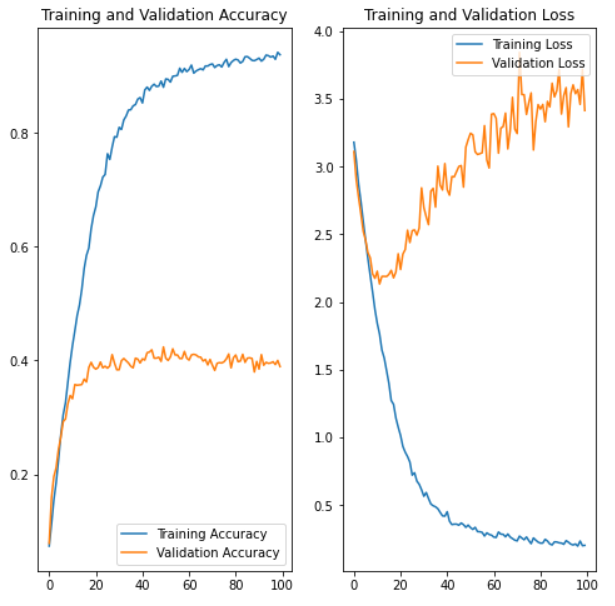 Training and Validation Accuracy
0.8
0.6
0.4
0.2
0 20 40 60 80 100
Training Accuracy
Validation Accuracy
Training and Validation Loss
4.0
3.5
3.0
2.5
2.0
1.5
1.0
0.5
0 20 40 60 80 100
Training Loss
Validation Loss